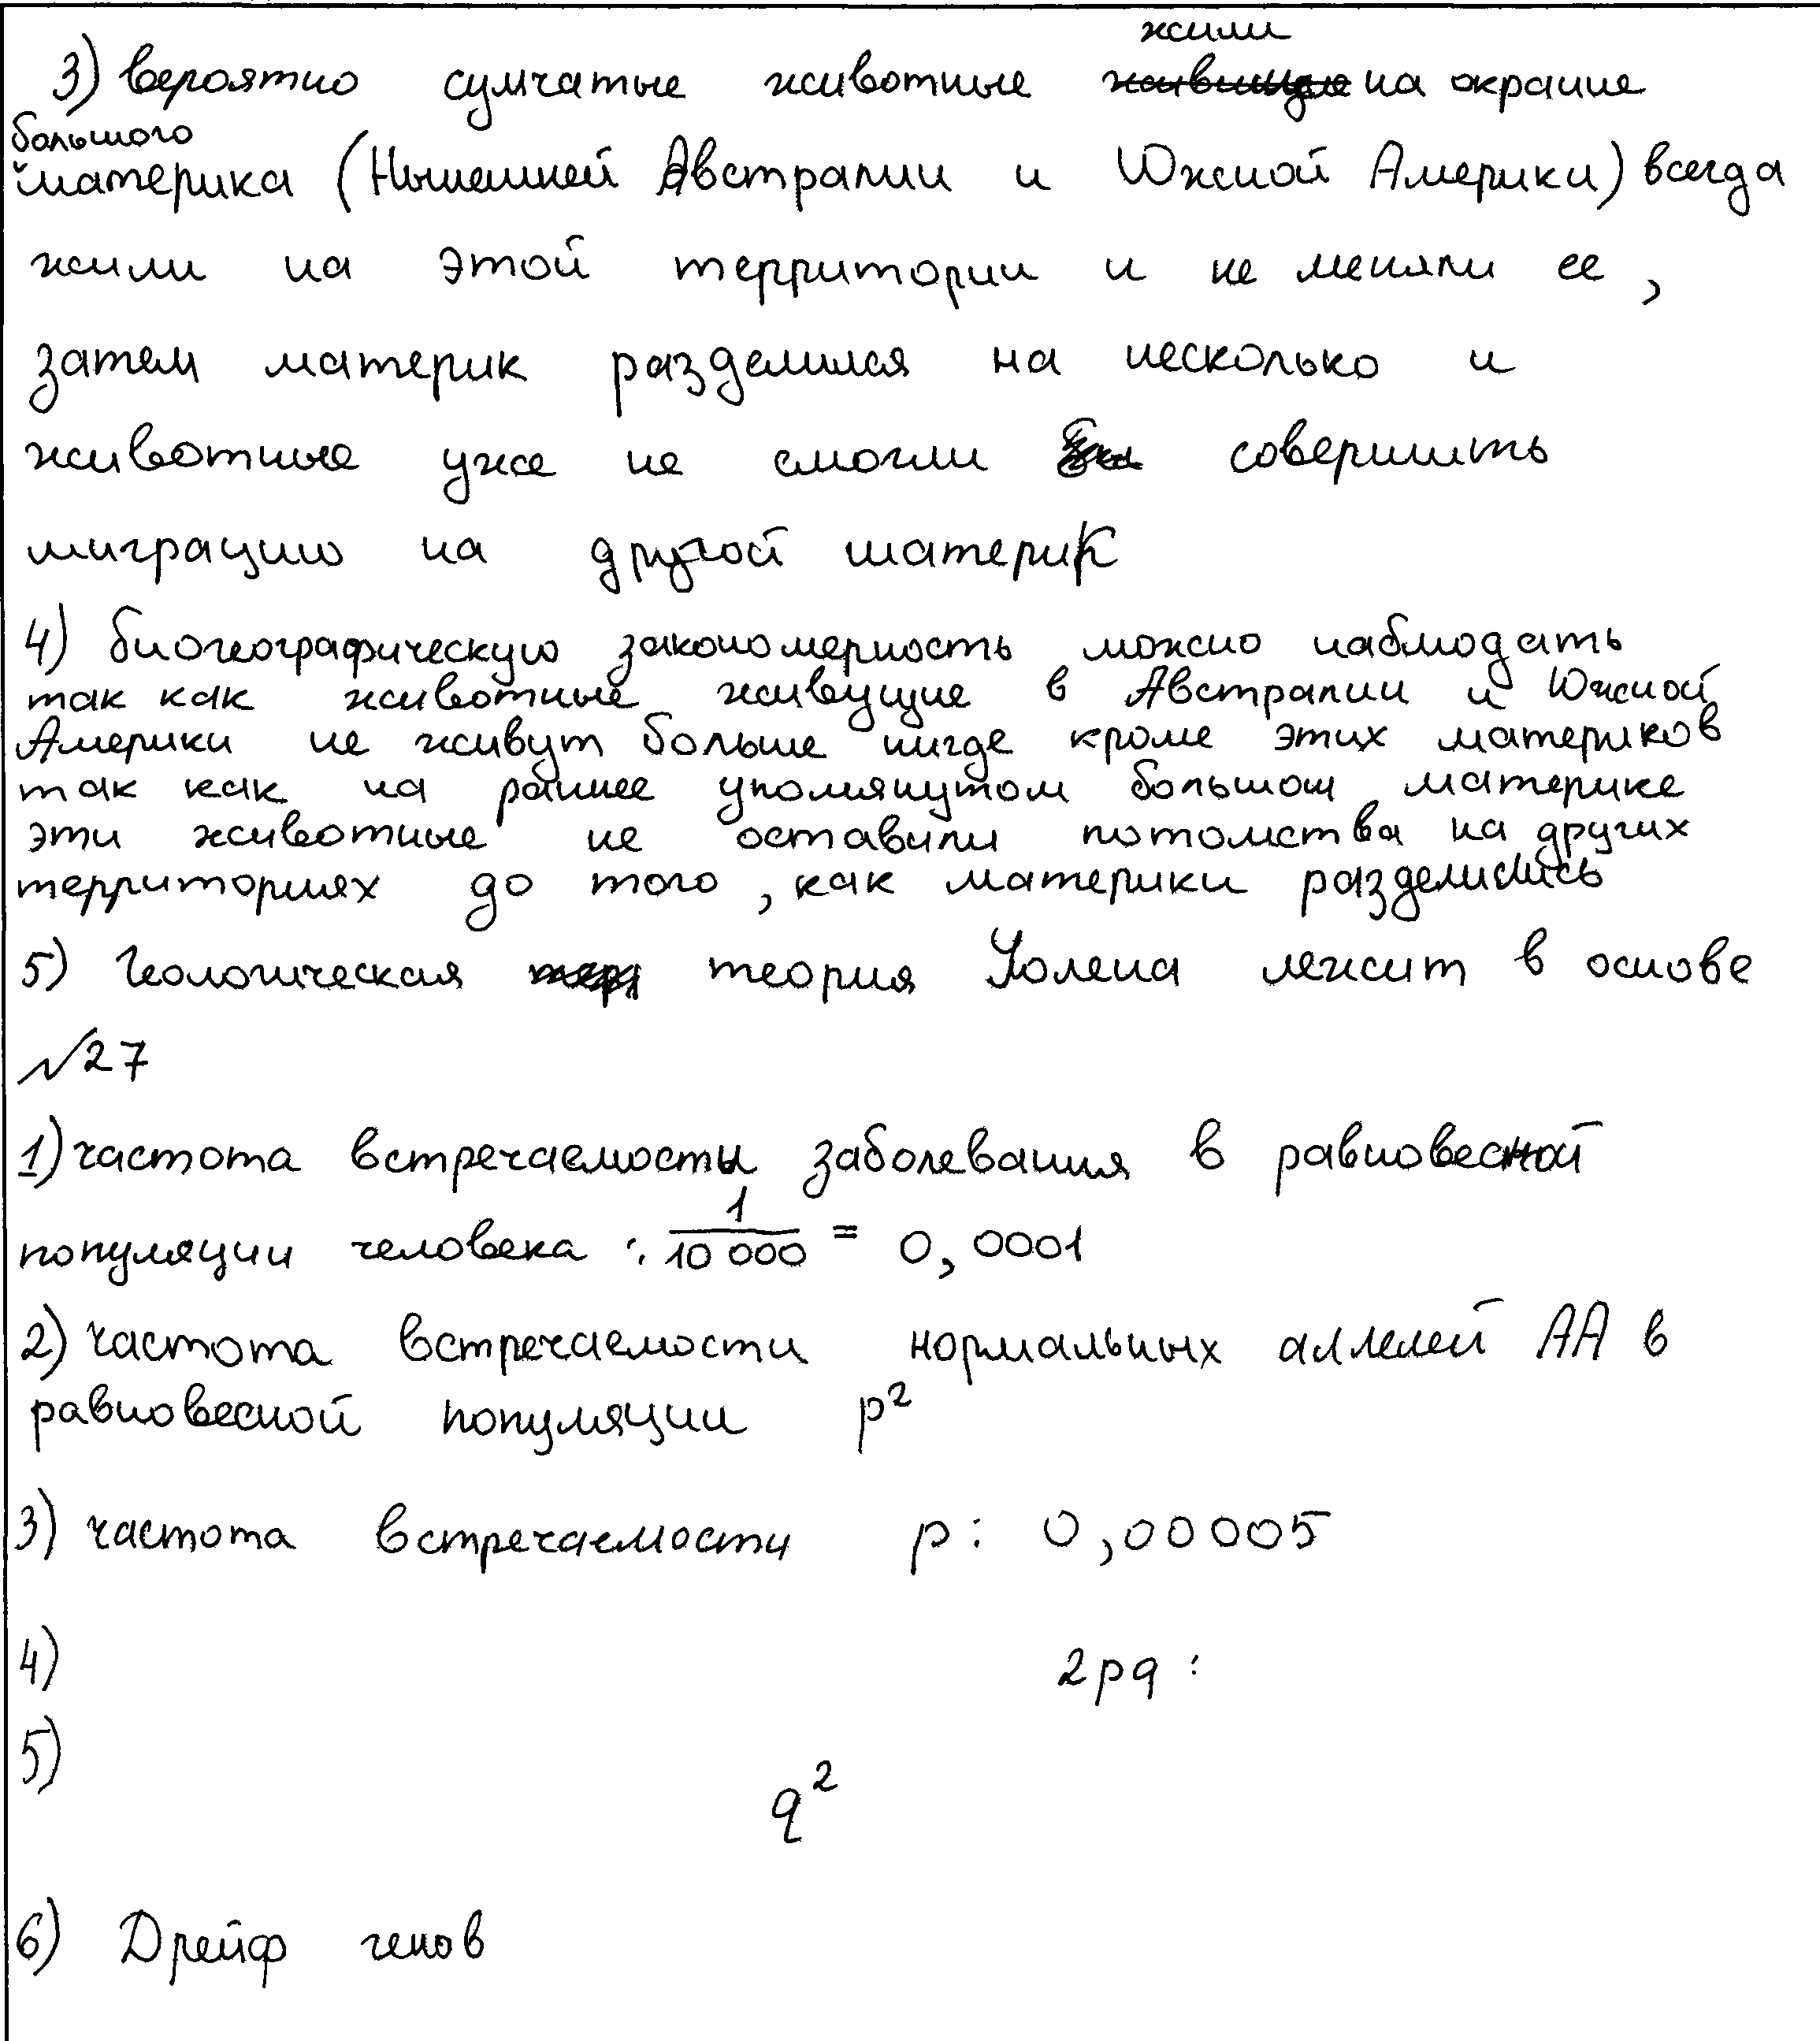 жили
3) вероятно сумчатые животные на окраине
большого
материка (Нынешней Австралии и Южной Америки) всегда
жили на этой территории и не меняли ее,
затем материк разделился на несколько и
животные уже не смогли совершить
миграцию на другой материк
4) биогеографическую закономерность можно наблюдать
так как животные живущие в Австралии и Южной
Америки не живут больше нигде кроме этих материков
так как на раннее упомянутом большом материке
эти животные не оставили потомства на других
территориях до того, как материки разделились
5) Геологическая теория Уолеса лежит в основе
№27
1) частота встречаемость заболевания в равновесной
популяции человека : 1/10 000 = 0,0001
2) частота встречаемости нормальных аллелей АА в
равновесной популяции p²
3) частота встречаемости p: 0,00005
4) 2pq :
5)
q²
6) Дрейф генов